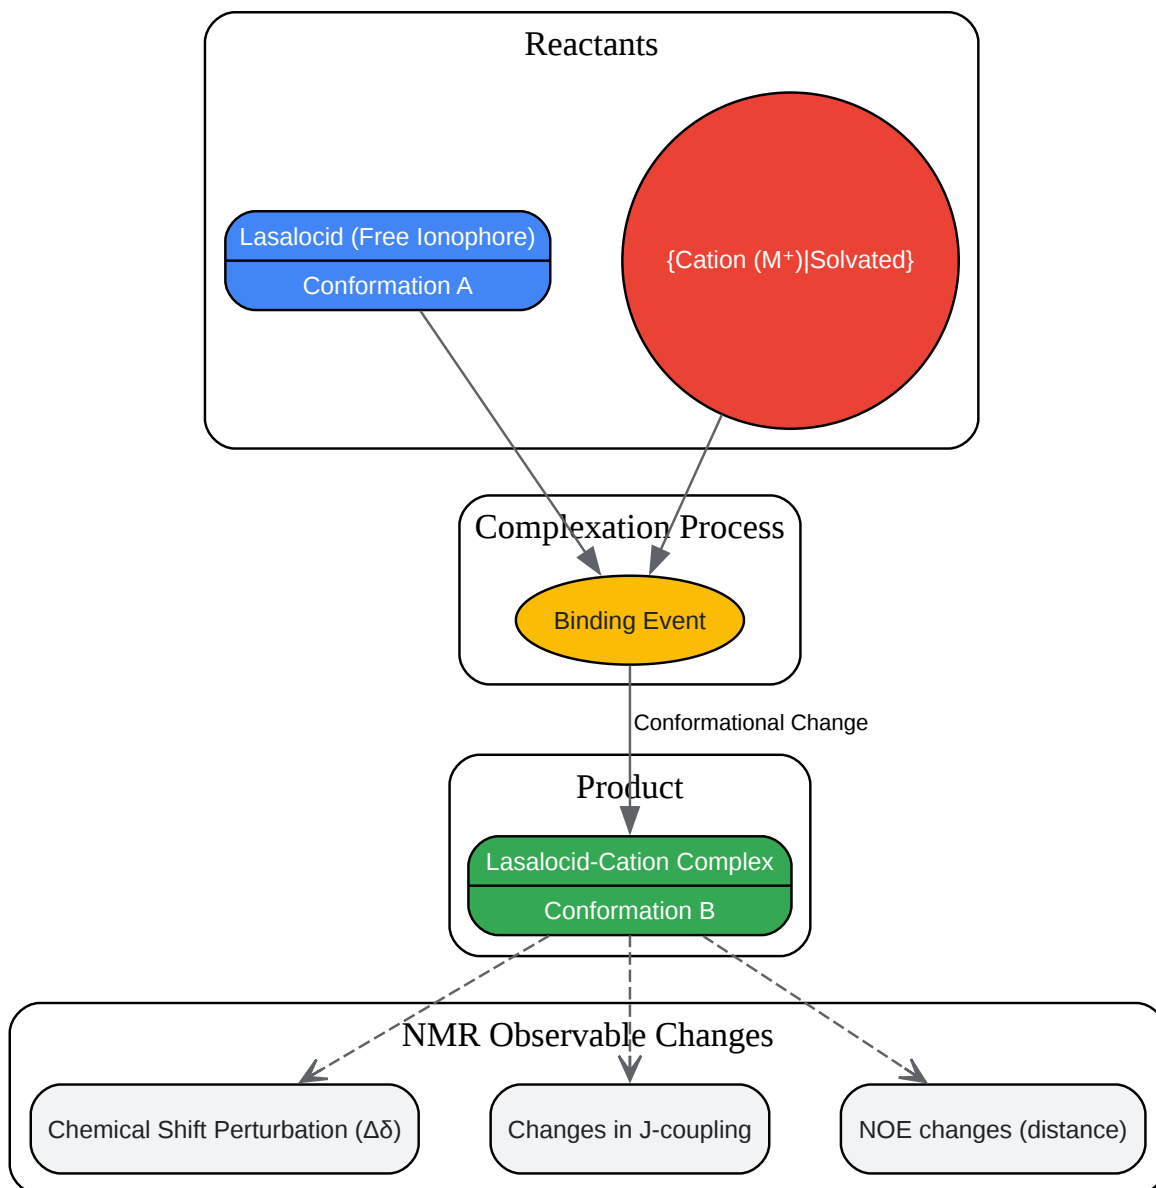 Reactants
Lasalocid (Free Ionophore)
Conformation A
{Cation (M⁺)|Solvated}
Complexation Process
Binding Event
Conformational Change
Product
Lasalocid-Cation Complex
Conformation B
NMR Observable Changes
Chemical Shift Perturbation (Δδ)
Changes in J-coupling
NOE changes (distance)